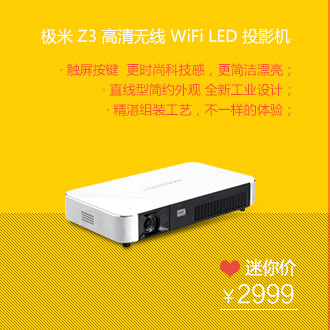 极米 Z3 高清无线 WiFi LED 投影机
· 触屏按键 更时尚科技感，更简洁漂亮；
· 直线型简约外观 全新工业设计；
· 精湛组装工艺，不一样的体验；
迷你价
￥2999